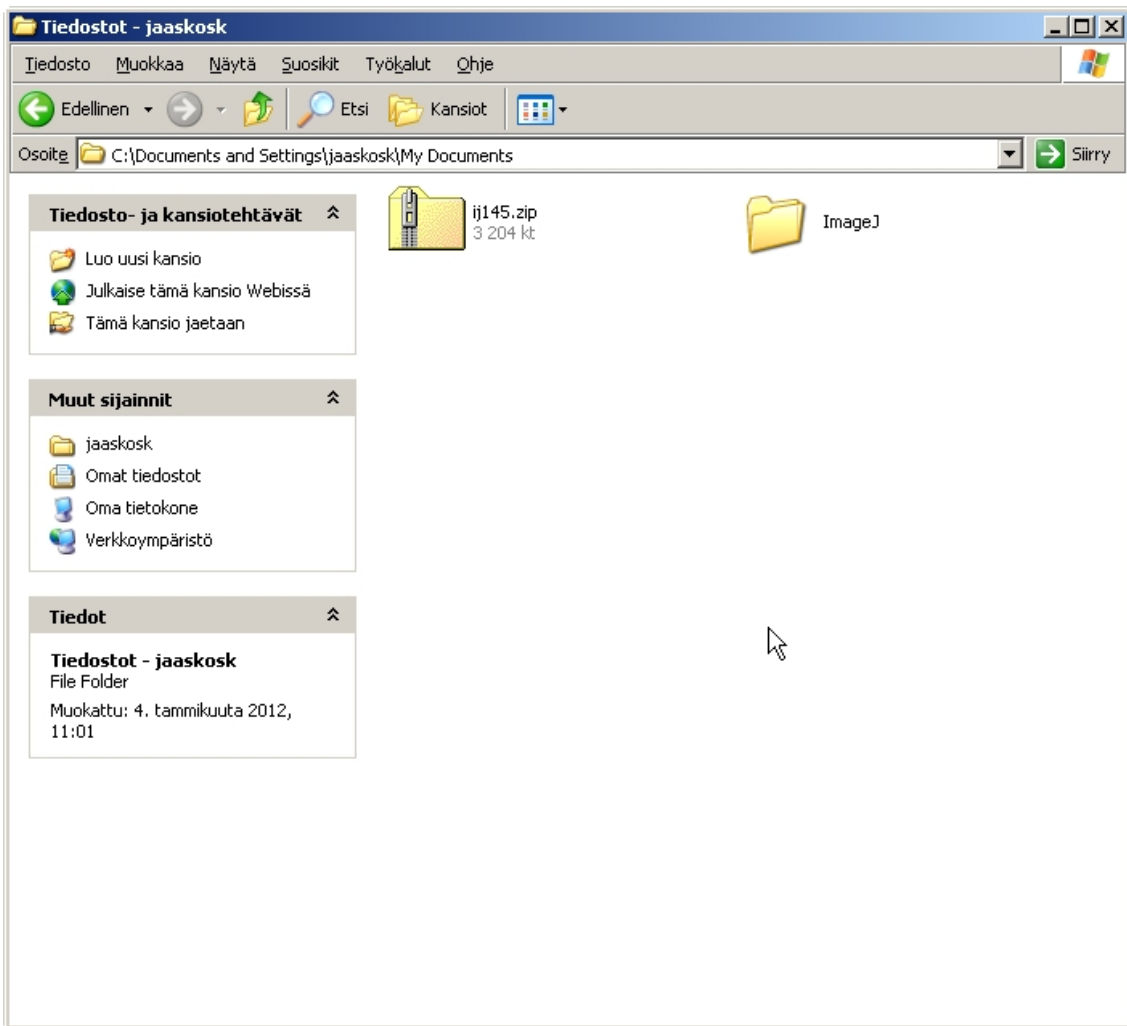 Tiedostot - jaaskosk
Tiedosto Muokkaa Näytä Suosikit Työkalut Ohje
Edellinen Etsi Kansiot
Osoite C:\Documents and Settings\jaaskosk\My Documents Siirry
Tiedosto- ja kansiotehtävät
Luo uusi kansio
Julkaise tämä kansio Webissä
Tämä kansio jaetaan
Muut sijainnit
jaaskosk
Omat tiedostot
Oma tietokone
Verkkoympäristö
Tiedot
Tiedostot - jaaskosk
File Folder
Muokattu: 4. tammikuuta 2012,
11:01
ij145.zip
3 204 kt
ImageJ